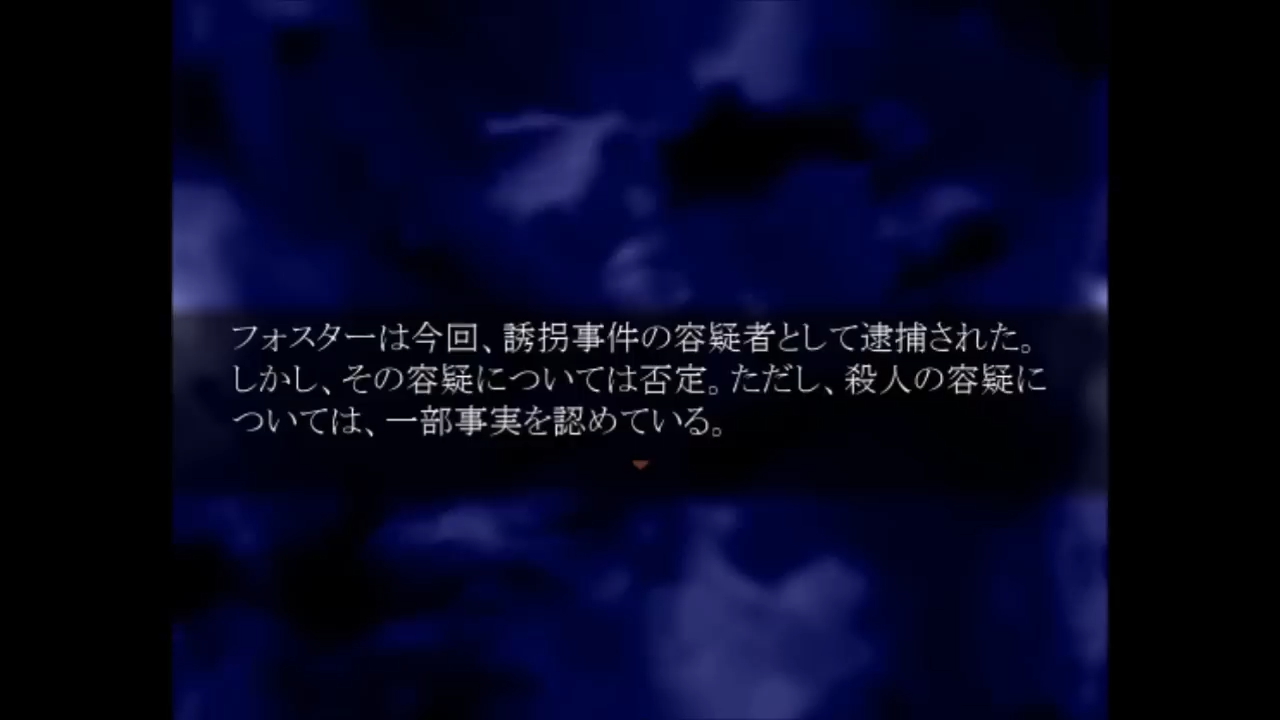 フォスターは今回、誘拐事件の容疑者として逮捕された。
しかし、その容疑については否定。ただし、殺人の容疑に
ついては、一部事実を認めている。